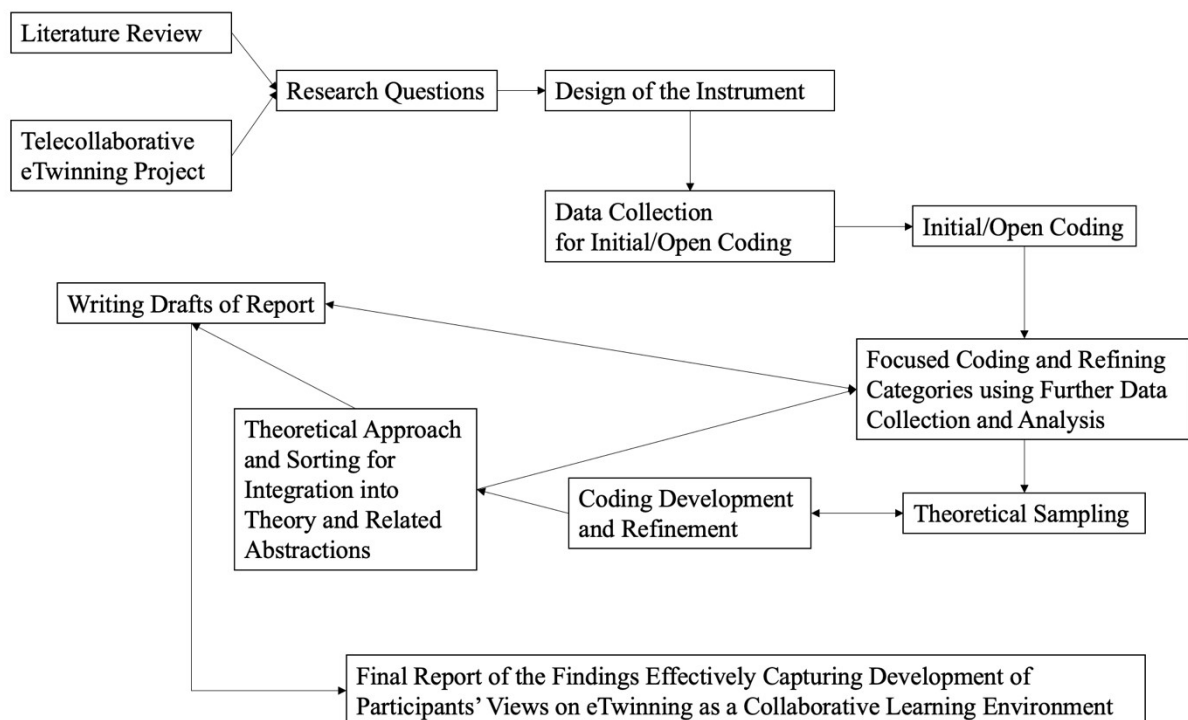 Literature Review
Research Questions
Design of the Instrument
Telecollaborative
eTwinning Project
Data Collection
for Initial/Open Coding
Initial/Open Coding
Writing Drafts of Report
Focused Coding and Refining
Categories using Further Data
Collection and Analysis
Theoretical Approach
and Sorting for
Integration into
Theory and Related
Abstractions
Coding Development
and Refinement
Theoretical Sampling
Final Report of the Findings Effectively Capturing Development of
Participants’ Views on eTwinning as a Collaborative Learning Environment